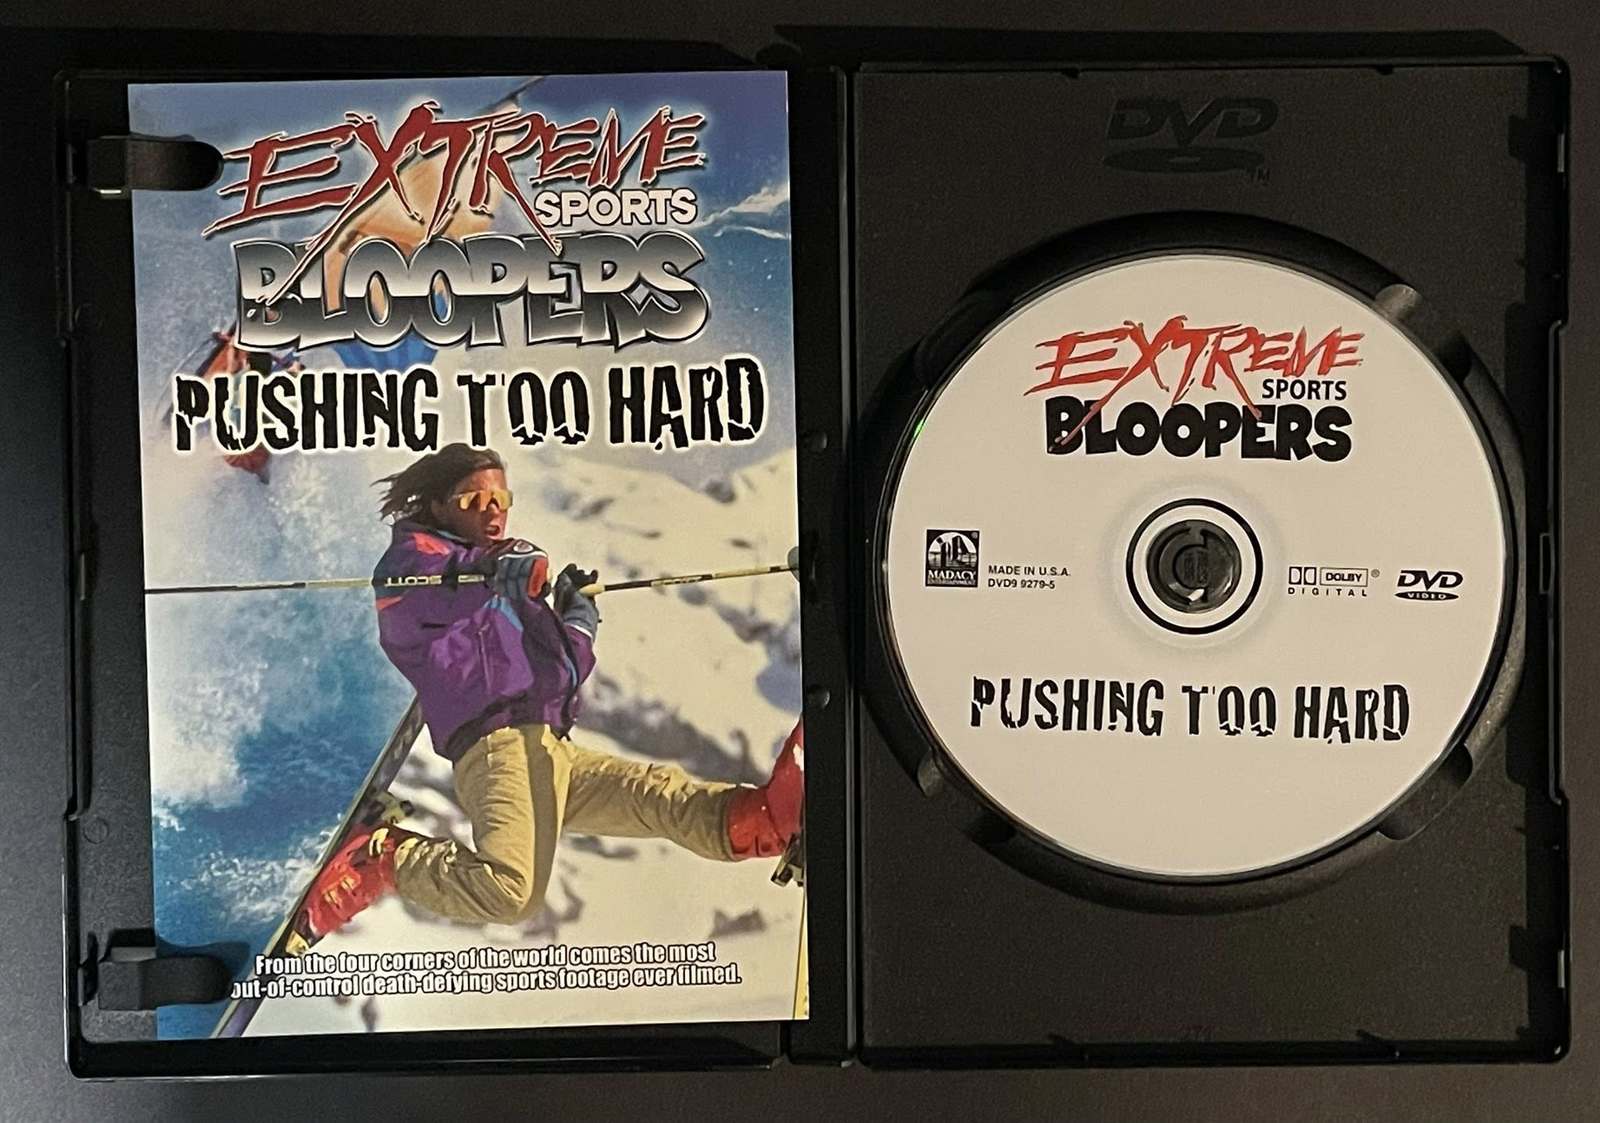 EXTREME
SPORTS
BLOOPERS
PUSHING TOO HARD
SCOTT
From the four corners of the world comes the most
out-of-control death-defying sports footage ever filmed.
DVD
TM
EXTREME
SPORTS
BLOOPERS
MADACY
ENTERTAINMENT
MADE IN U.S.A.
DVD9 9279-5
DOLBY
DIGITAL
DVD
VIDEO
PUSHING TOO HARD